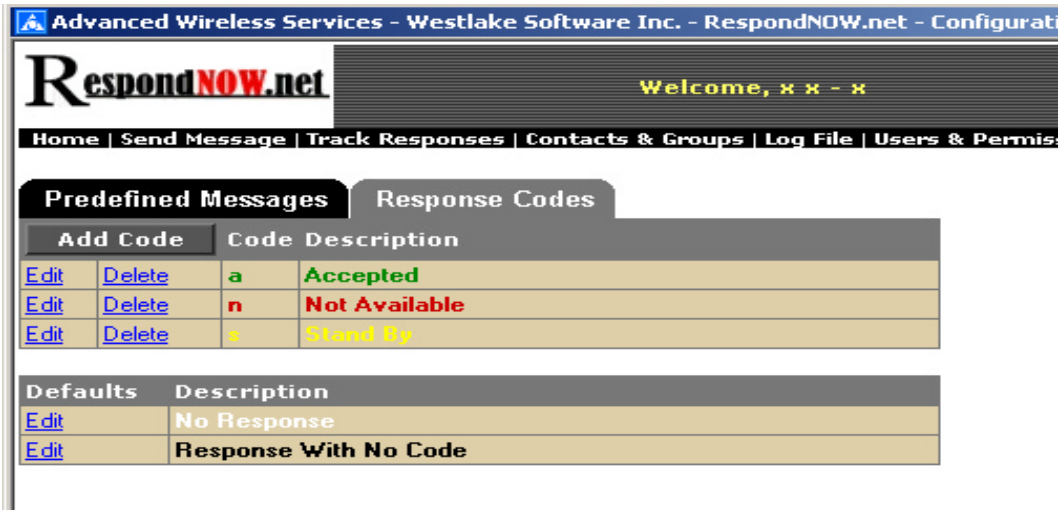 Advanced Wireless Services - Westlake Software Inc. - RespondNOW.net - Configurati
RespondNOW.net
Welcome, x x - x
Home | Send Message | Track Responses | Contacts & Groups | Log File | Users & Permiss
Predefined Messages Response Codes
Add Code Code Description
Edit Delete a Accepted
Edit Delete n Not Available
Edit Delete s Stand By
Defaults Description
Edit No Response
Edit Response With No Code